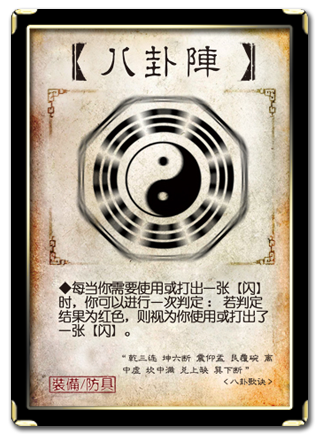 【八卦陣】
◆每当你需要使用或打出一张【闪】
时，你可以进行一次判定：若判定
结果为红色，则视为你使用或打出了
一张【闪】。
“乾三连 坤六断 震仰盂 艮覆碗 离
中虚 坎中满 兑上缺 巽下断”
＜八卦歌诀＞
裝備/防具